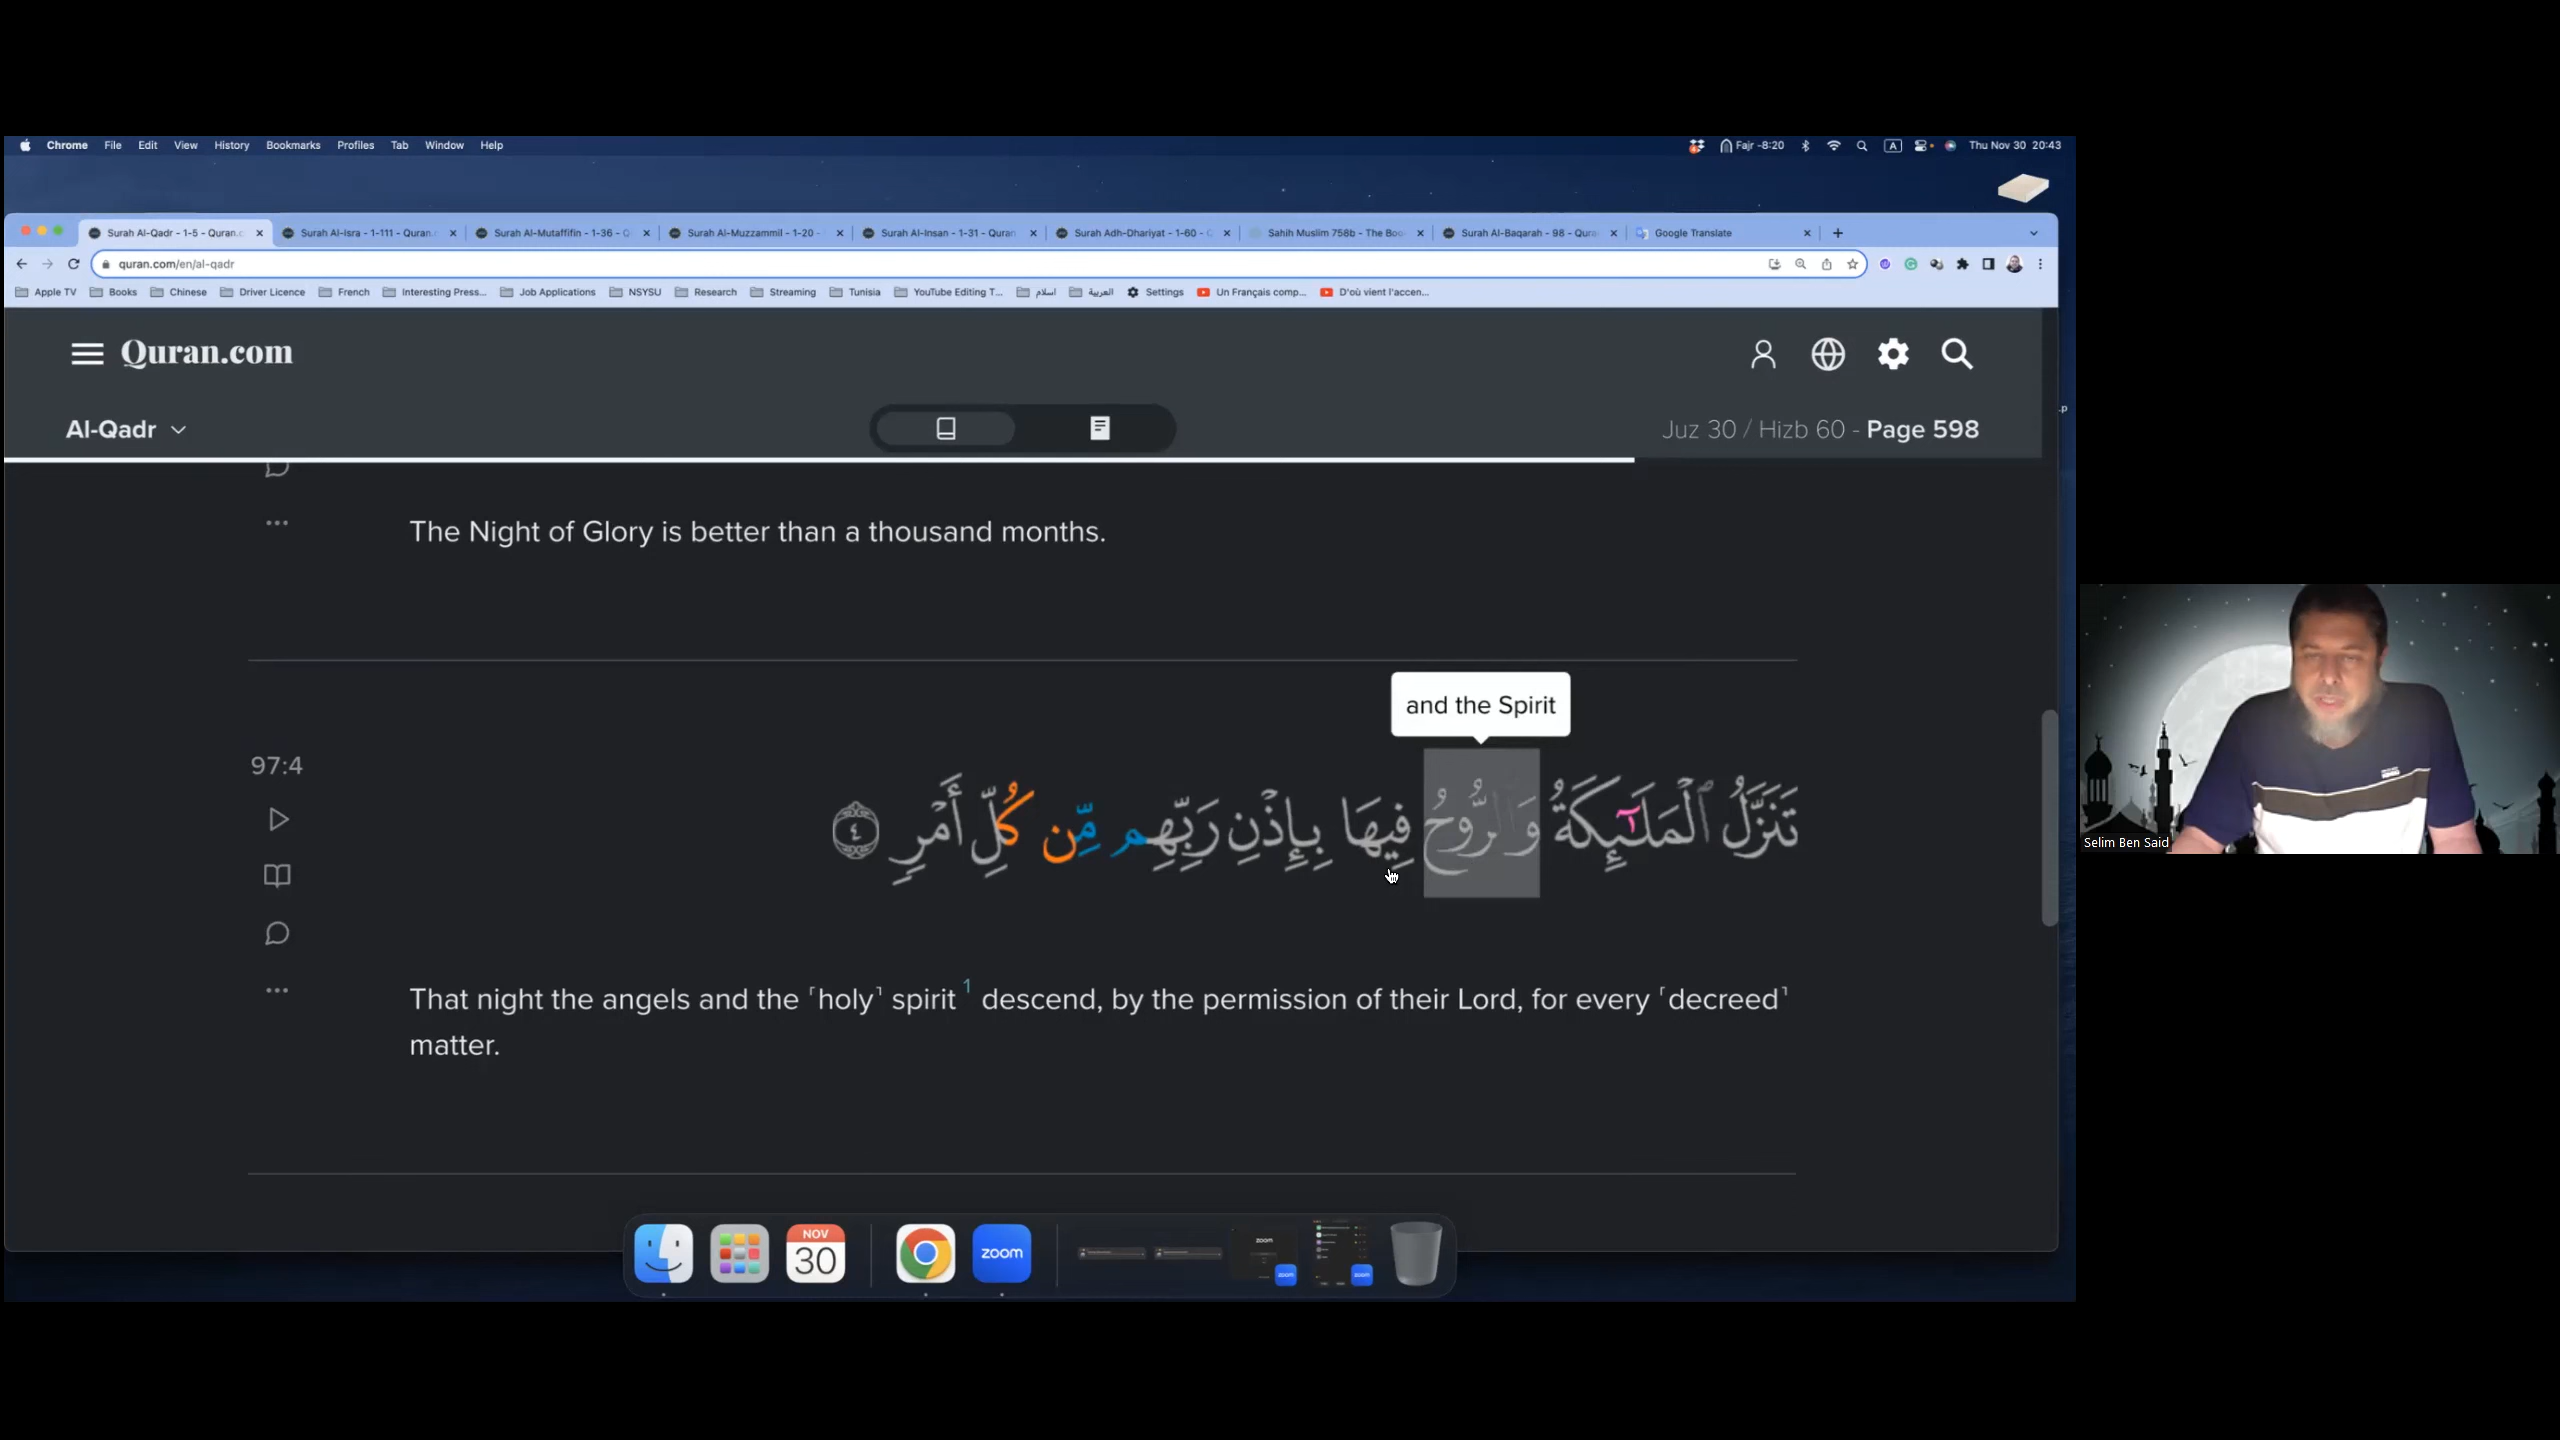 Chrome File Edit View History Bookmarks Profiles Tab Window Help
Fajr -8:20 A Thu Nov 30 20:43
Surah Al-Qadr - 1-5 - Quran.c
Surah Al-Isra - 1-111 - Quran.
Surah Al-Mutaffifin - 1-36 - Q
Surah Al-Muzzammil - 1-20 -
Surah Al-Insan - 1-31 - Quran
Surah Adh-Dhariyat - 1-60 -
Sahih Muslim 758b - The Boo
Surah Al-Baqarah - 98 - Qura
Google Translate
quran.com/en/al-qadr
Apple TV Books Chinese Driver Licence French Interesting Press... Job Applications NSYSU Research Streaming Tunisia YouTube Editing T... اسلام العربية Settings Un Français comp... D'où vient l'accen...
Quran.com
Al-Qadr
Juz 30 / Hizb 60 - Page 598
.p
The Night of Glory is better than a thousand months.
and the Spirit
97:4
تَنَزَّلُ ٱلْمَلَـٰٓئِكَةُ وَٱلرُّوحُ فِيهَا بِإِذْنِ رَبِّهِم مِّن كُلِّ أَمْرٍ ٤
That night the angels and the ˹holy˺ spirit 1 descend, by the permission of their Lord, for every ˹decreed˺
matter.
Selim Ben Said
NOV
30
zoom
zoom
zoom
zoom